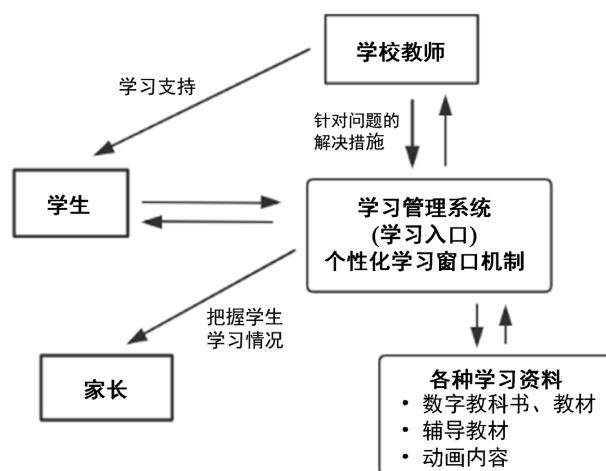 学校教师
学习支持
针对问题的
解决措施
学生
学习管理系统
(学习入口)
个性化学习窗口机制
把握学生
学习情况
家长
各种学习资料
• 数字教科书、教材
• 辅导教材
• 动画内容